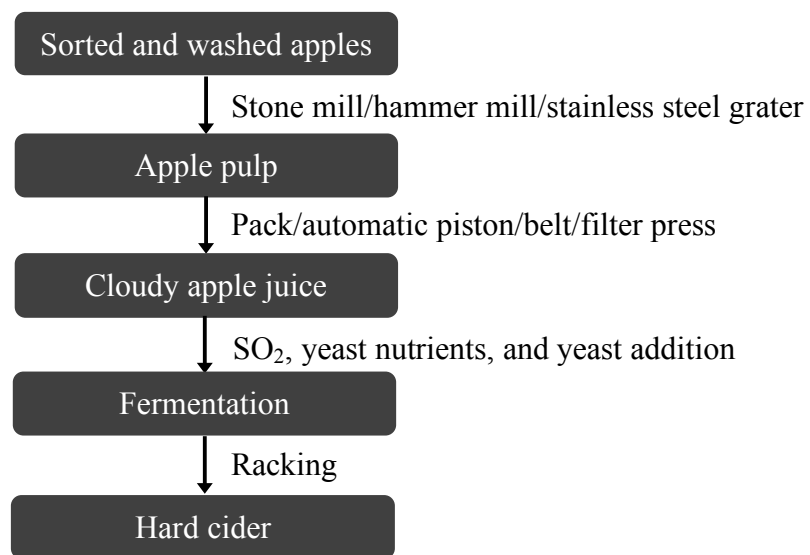 Sorted and washed apples
Stone mill/hammer mill/stainless steel grater
Apple pulp
Pack/automatic piston/belt/filter press
Cloudy apple juice
SO₂, yeast nutrients, and yeast addition
Fermentation
Racking
Hard cider